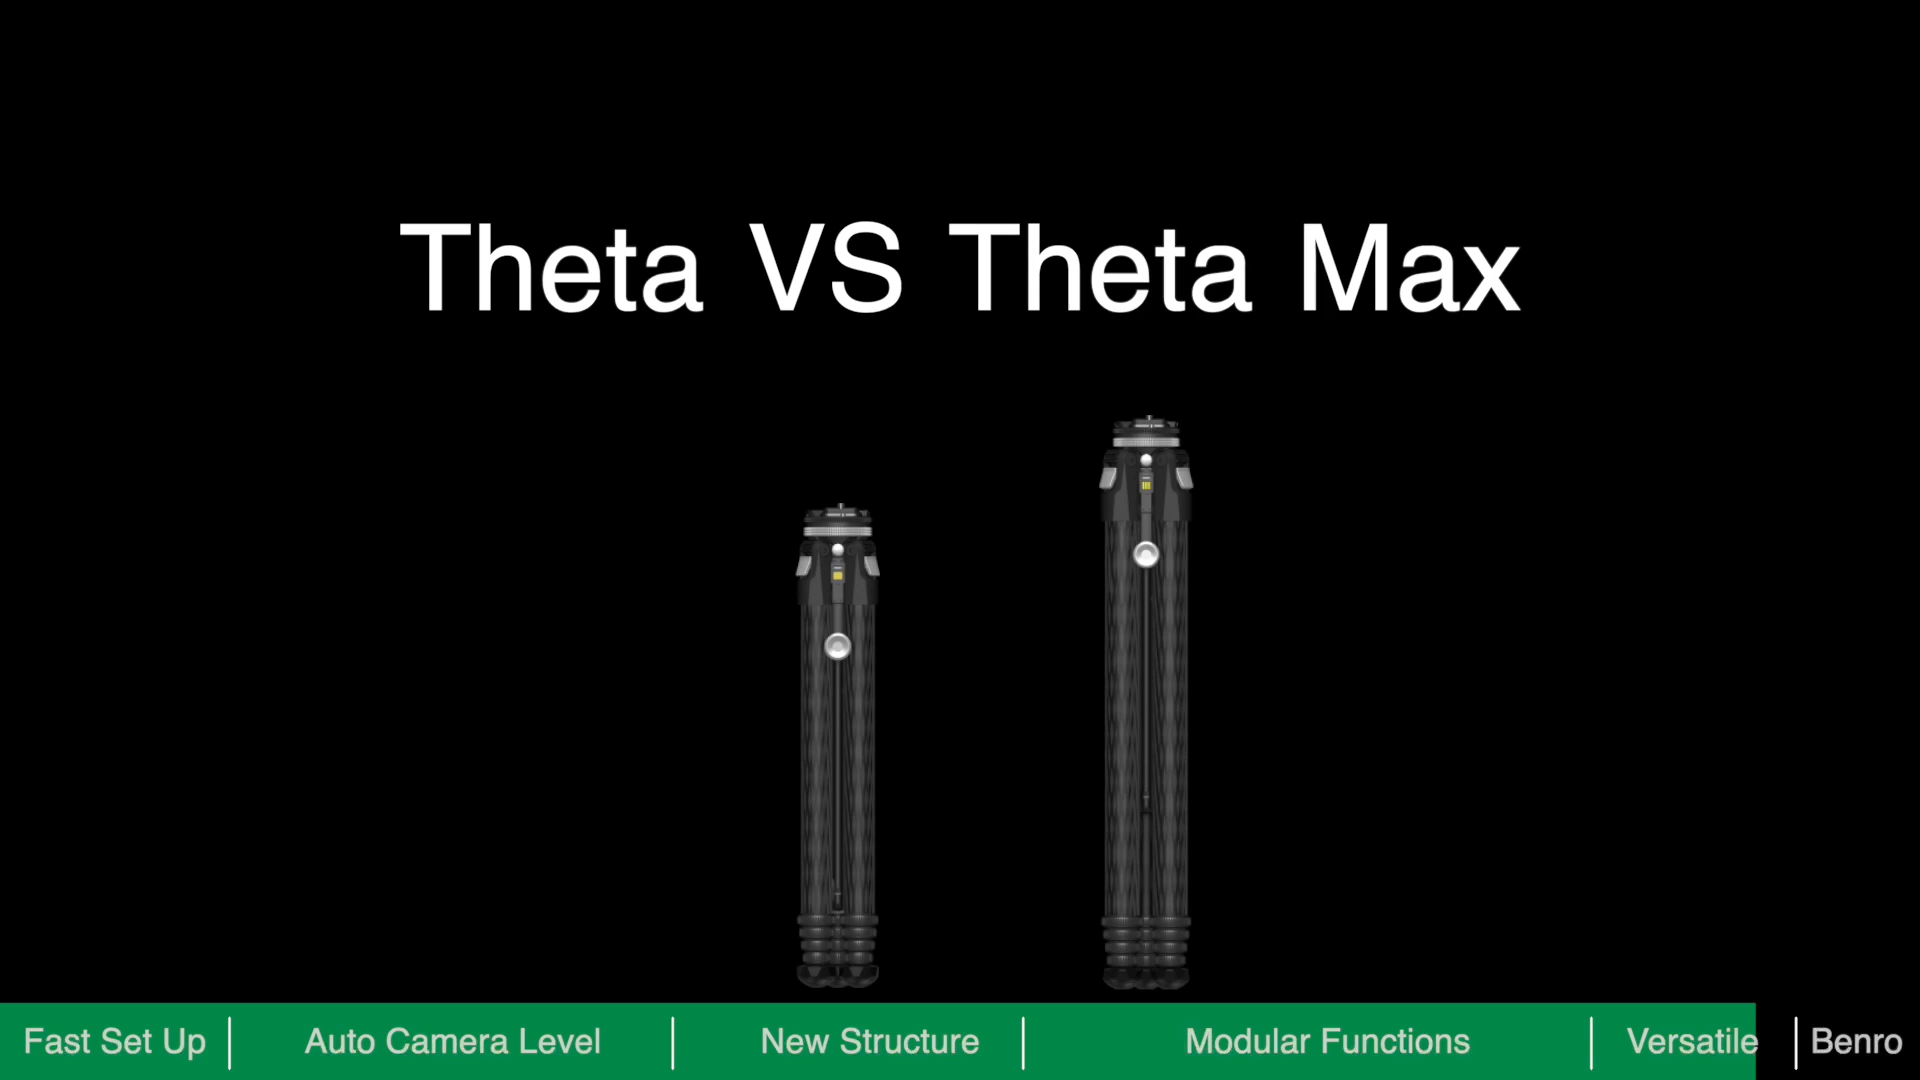 Theta VS Theta Max
Fast Set Up | Auto Camera Level | New Structure | Modular Functions | Versatile | Benro